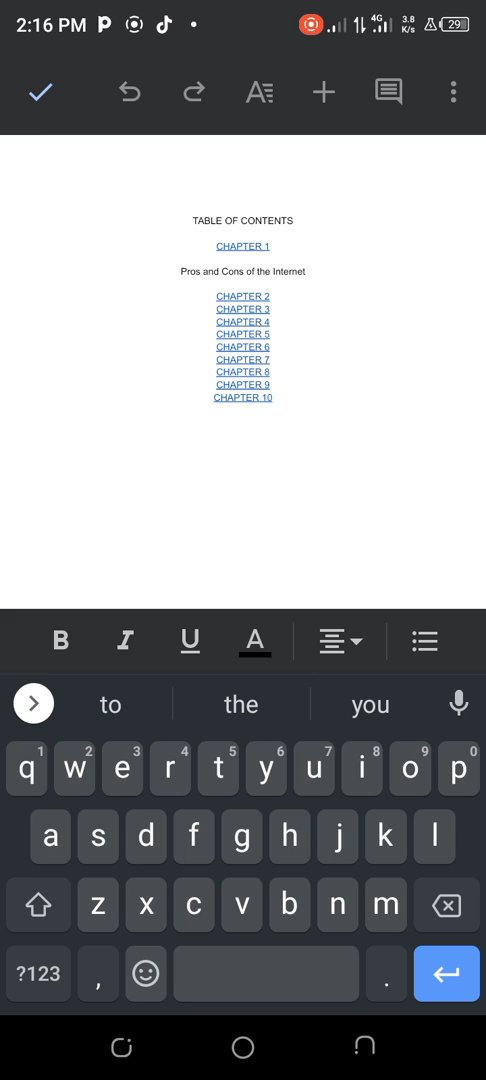 2:16 PM
4G
3.8
K/s
29
TABLE OF CONTENTS
CHAPTER 1
Pros and Cons of the Internet
CHAPTER 2
CHAPTER 3
CHAPTER 4
CHAPTER 5
CHAPTER 6
CHAPTER 7
CHAPTER 8
CHAPTER 9
CHAPTER 10
B I U A
to the you
1 2 3 4 5 6 7 8 9 0
q w e r t y u i o p
a s d f g h j k l
z x c v b n m
?123 , .